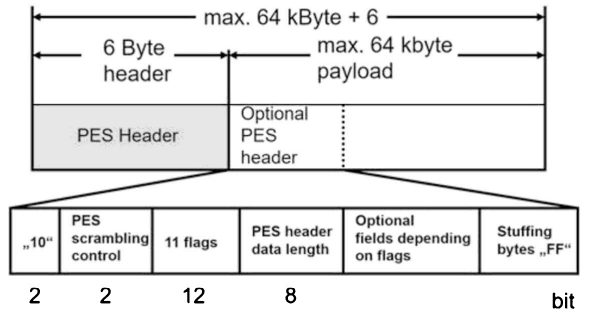 max. 64 kByte + 6
6 Byte
header
max. 64 kbyte
payload
PES Header
Optional
PES
header
„10“
PES
scrambling
control
11 flags
PES header
data length
Optional
fields depending
on flags
Stuffing
bytes „FF“
2 2 12 8 bit